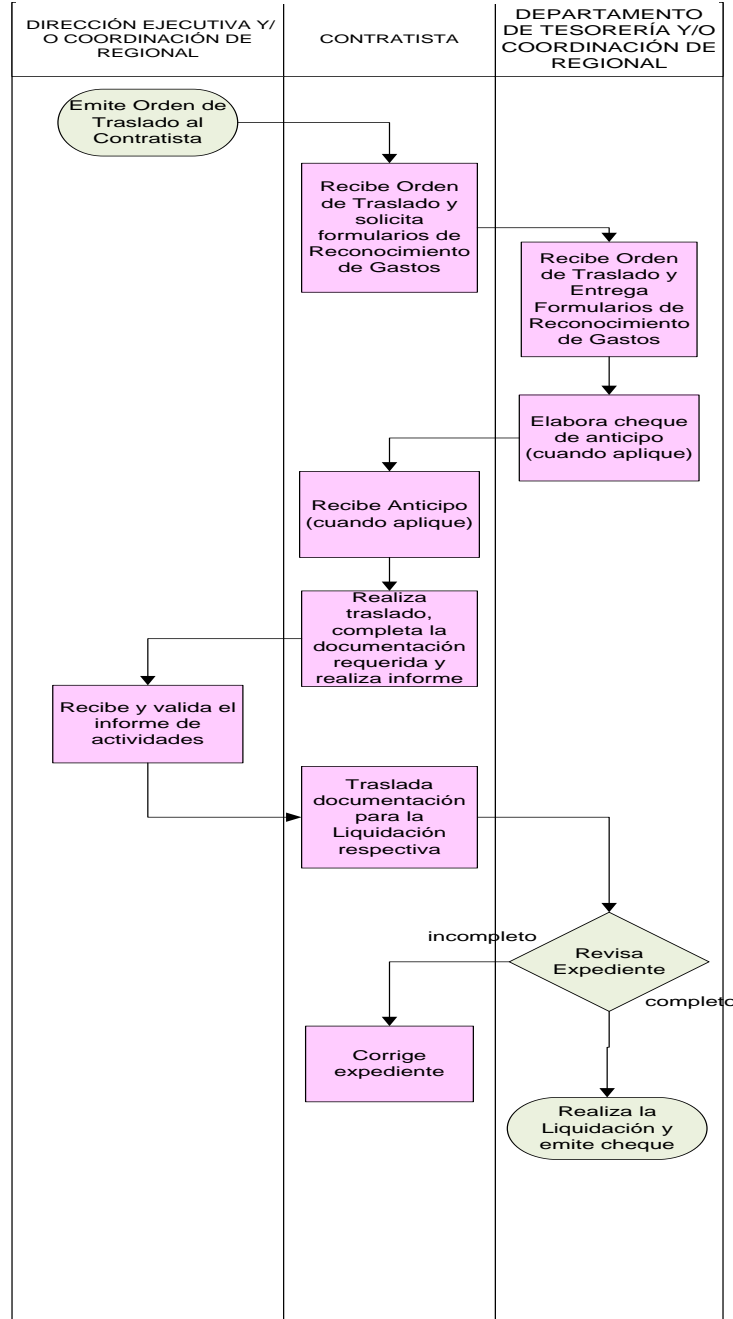 DIRECCIÓN EJECUTIVA Y/
O COORDINACIÓN DE
REGIONAL
CONTRATISTA
DEPARTAMENTO
DE TESORERÍA Y/O
COORDINACIÓN DE
REGIONAL
Emite Orden de
Traslado al
Contratista
Recibe Orden
de Traslado y
solicita
formularios de
Reconocimiento
de Gastos
Recibe Orden
de Traslado y
Entrega
Formularios de
Reconocimiento
de Gastos
Elabora cheque
de anticipo
(cuando aplique)
Recibe Anticipo
(cuando aplique)
Realiza
traslado,
completa la
documentación
requerida y
realiza informe
Recibe y valida el
informe de
actividades
Traslada
documentación
para la
Liquidación
respectiva
incompleto
Revisa
Expediente
completo
Corrige
expediente
Realiza la
Liquidación y
emite cheque